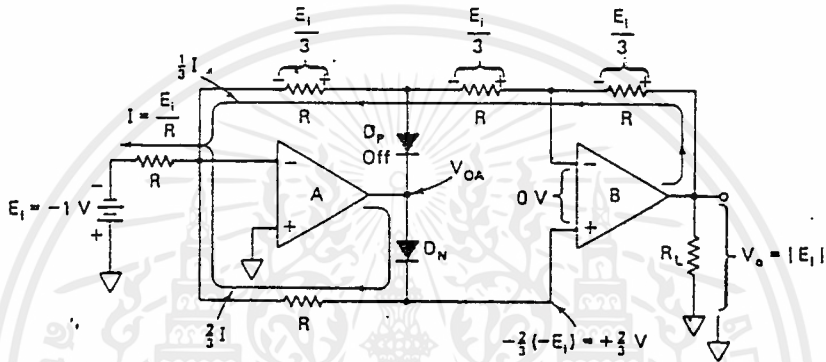 E_i/3
E_i/3
E_i/3
1/3 I
- +
- +
- +
I = E_i/R
R
R
R
D_P
Off
R
-
A
+
V_OA
-
0 V
B
+
-
E_i = -1 V
+
D_N
R_L
V_o = |E_i|
2/3 I
R
-2/3(-E_i) = +2/3 V